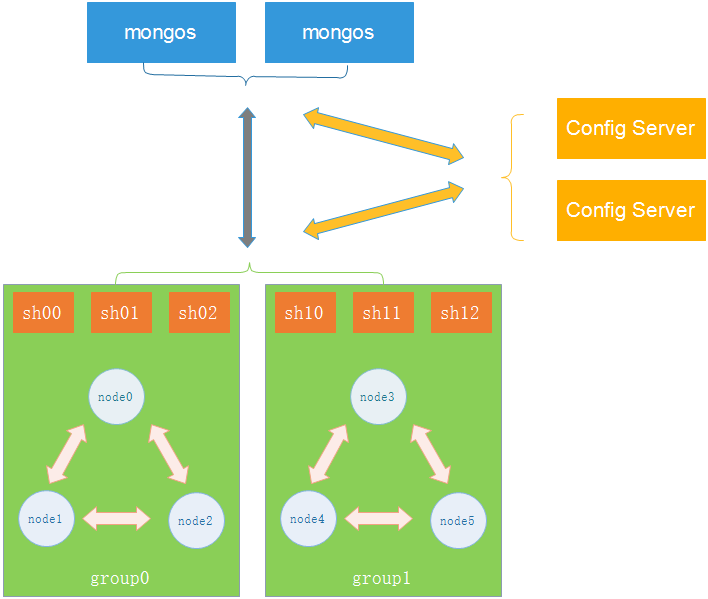 mongos
mongos
Config Server
Config Server
sh00
sh01
sh02
sh10
sh11
sh12
node0
node3
node1
node2
node4
node5
group0
group1